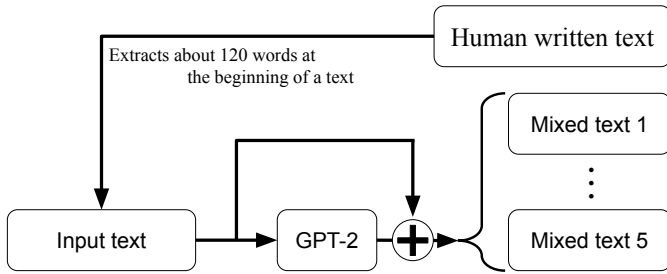 Human written text
Extracts about 120 words at
the beginning of a text
Mixed text 1
Input text
GPT-2
Mixed text 5